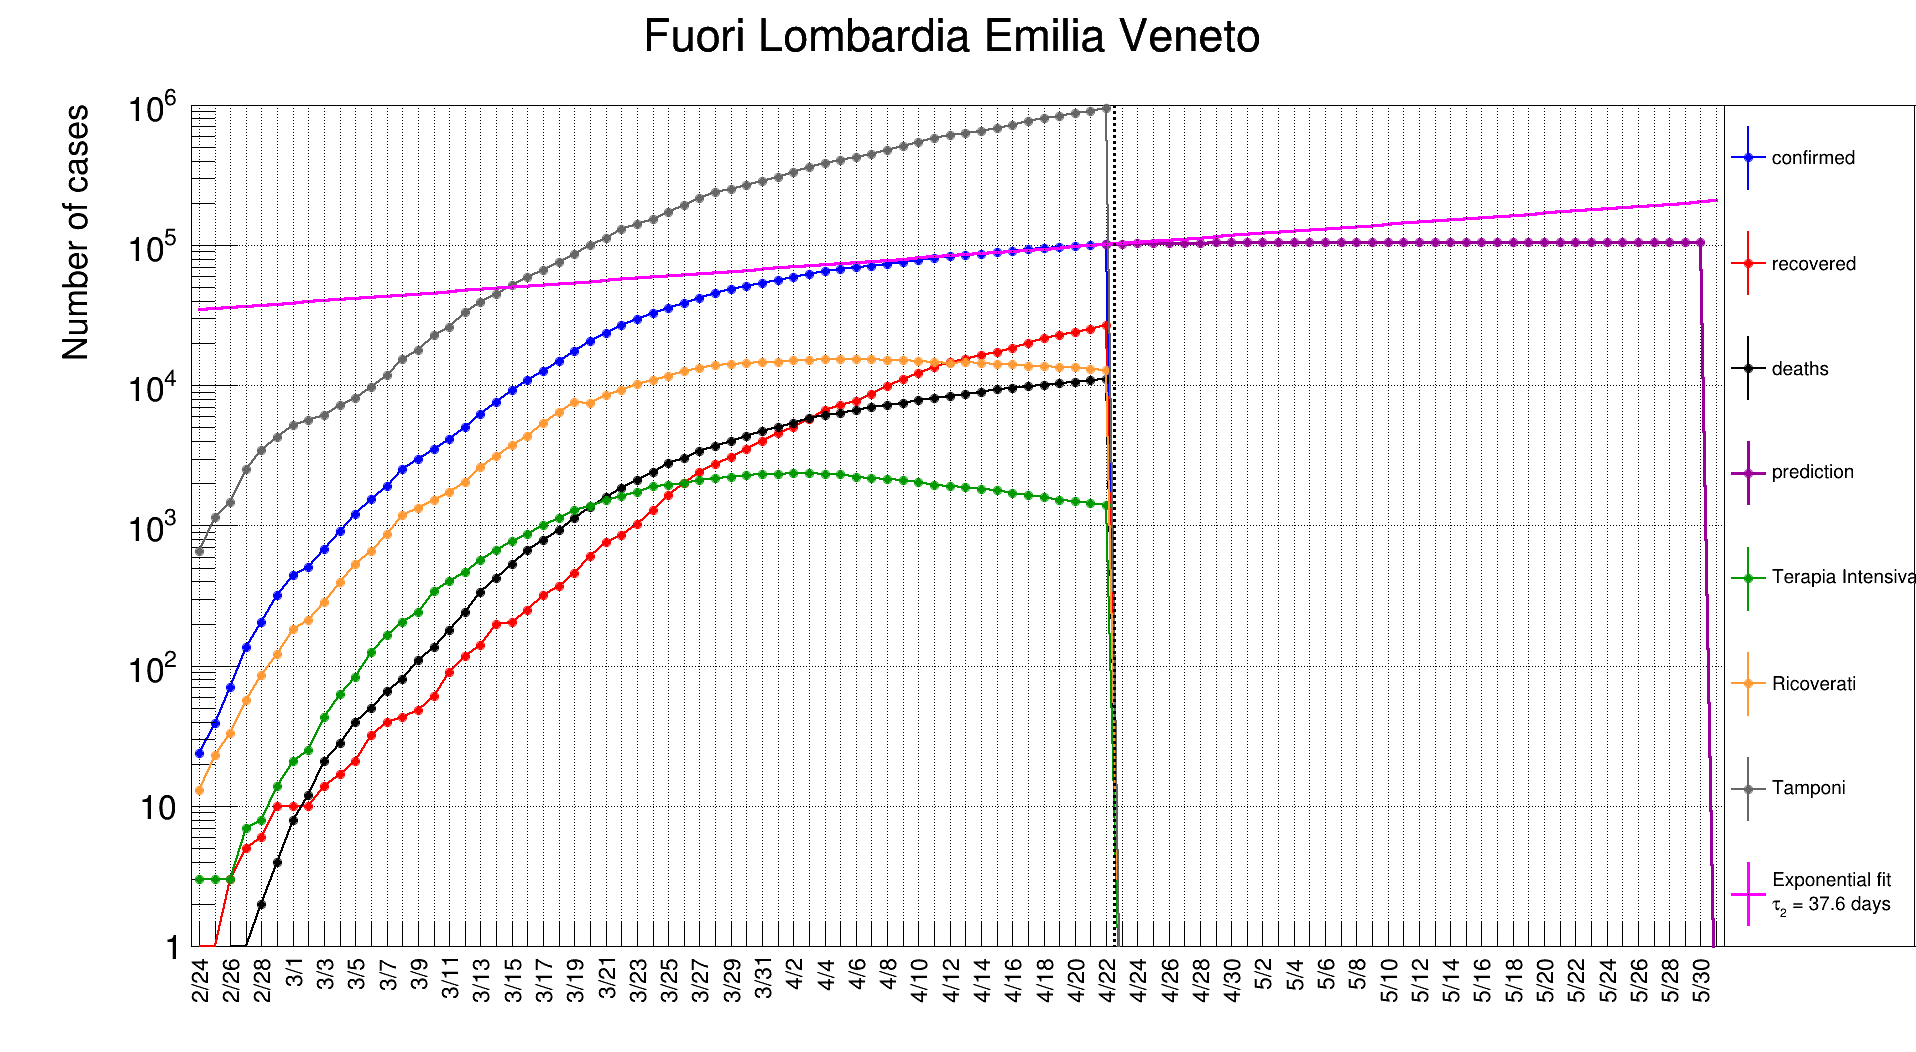 Fuori Lombardia Emilia Veneto
Number of cases
10^6
10^5
10^4
10^3
10^2
10
1
2/24 2/26 2/28 3/1 3/3 3/5 3/7 3/9 3/11 3/13 3/15 3/17 3/19 3/21 3/23 3/25 3/27 3/29 3/31 4/2 4/4 4/6 4/8 4/10 4/12 4/14 4/16 4/18 4/20 4/22 4/24 4/26 4/28 4/30 5/2 5/4 5/6 5/8 5/10 5/12 5/14 5/16 5/18 5/20 5/22 5/24 5/26 5/28 5/30
confirmed
recovered
deaths
prediction
Terapia Intensiva
Ricoverati
Tamponi
Exponential fit
τ_2 = 37.6 days